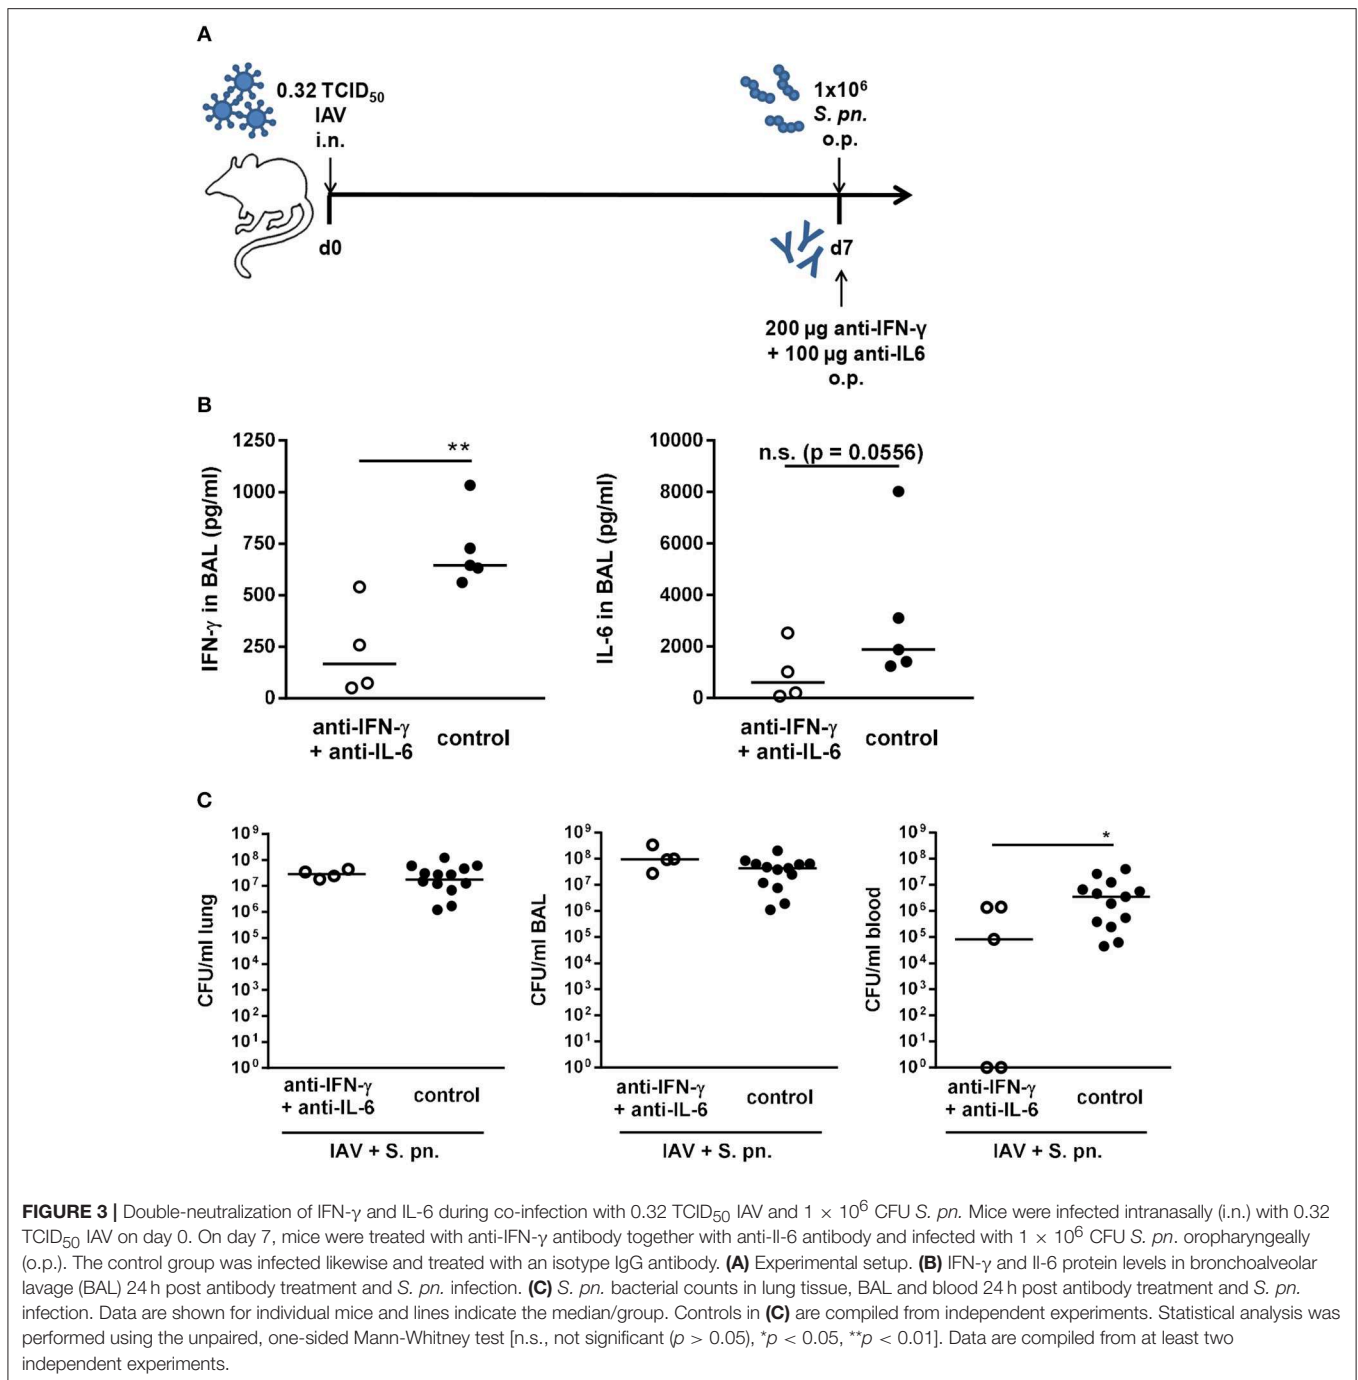 A
0.32 TCID50
IAV
i.n.
1x10⁶
S. pn.
o.p.
d0
d7
200 µg anti-IFN-γ
+ 100 µg anti-IL6
o.p.
B
IFN-γ in BAL (pg/ml)
1250
1000
750
500
250
0
**
anti-IFN-γ
+ anti-IL-6
control
IL-6 in BAL (pg/ml)
10000
8000
6000
4000
2000
0
n.s. (p = 0.0556)
anti-IFN-γ
+ anti-IL-6
control
C
CFU/ml lung
10⁹
10⁸
10⁷
10⁶
10⁵
10⁴
10³
10²
10¹
10⁰
anti-IFN-γ
+ anti-IL-6
control
IAV + S. pn.
CFU/ml BAL
10⁹
10⁸
10⁷
10⁶
10⁵
10⁴
10³
10²
10¹
10⁰
anti-IFN-γ
+ anti-IL-6
control
IAV + S. pn.
CFU/ml blood
10⁹
10⁸
10⁷
10⁶
10⁵
10⁴
10³
10²
10¹
10⁰
*
anti-IFN-γ
+ anti-IL-6
control
IAV + S. pn.
FIGURE 3 | Double-neutralization of IFN-γ and IL-6 during co-infection with 0.32 TCID50 IAV and 1 × 10⁶ CFU S. pn. Mice were infected intranasally (i.n.) with 0.32
TCID50 IAV on day 0. On day 7, mice were treated with anti-IFN-γ antibody together with anti-Il-6 antibody and infected with 1 × 10⁶ CFU S. pn. oropharyngeally
(o.p.). The control group was infected likewise and treated with an isotype IgG antibody. (A) Experimental setup. (B) IFN-γ and Il-6 protein levels in bronchoalveolar
lavage (BAL) 24 h post antibody treatment and S. pn. infection. (C) S. pn. bacterial counts in lung tissue, BAL and blood 24 h post antibody treatment and S. pn.
infection. Data are shown for individual mice and lines indicate the median/group. Controls in (C) are compiled from independent experiments. Statistical analysis was
performed using the unpaired, one-sided Mann-Whitney test [n.s., not significant (p > 0.05), *p < 0.05, **p < 0.01]. Data are compiled from at least two
independent experiments.